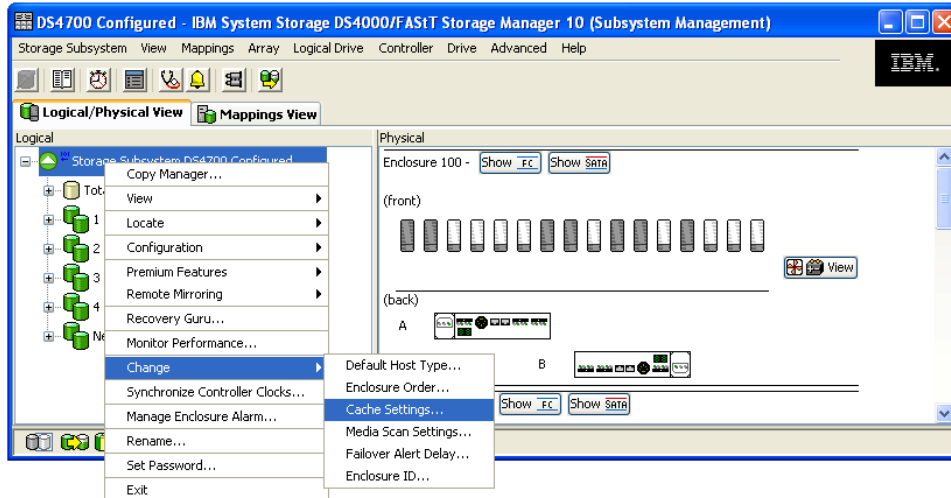 DS4700 Configured - IBM System Storage DS4000/FAStT Storage Manager 10 (Subsystem Management)
Storage Subsystem View Mappings Array Logical Drive Controller Drive Advanced Help
IBM.
Logical/Physical View Mappings View
Logical
Storage Subsystem DS4700 Configured
Copy Manager...
View
1
Locate
2
Configuration
3
Premium Features
4
Remote Mirroring
Recovery Guru...
Monitor Performance...
Change
Synchronize Controller Clocks...
Manage Enclosure Alarm...
Rename...
Set Password...
Exit
Default Host Type...
Enclosure Order...
Cache Settings...
Media Scan Settings...
Failover Alert Delay...
Enclosure ID...
Physical
Enclosure 100 - Show FC Show SATA
(front)
View
(back)
A
B
Show FC Show SATA